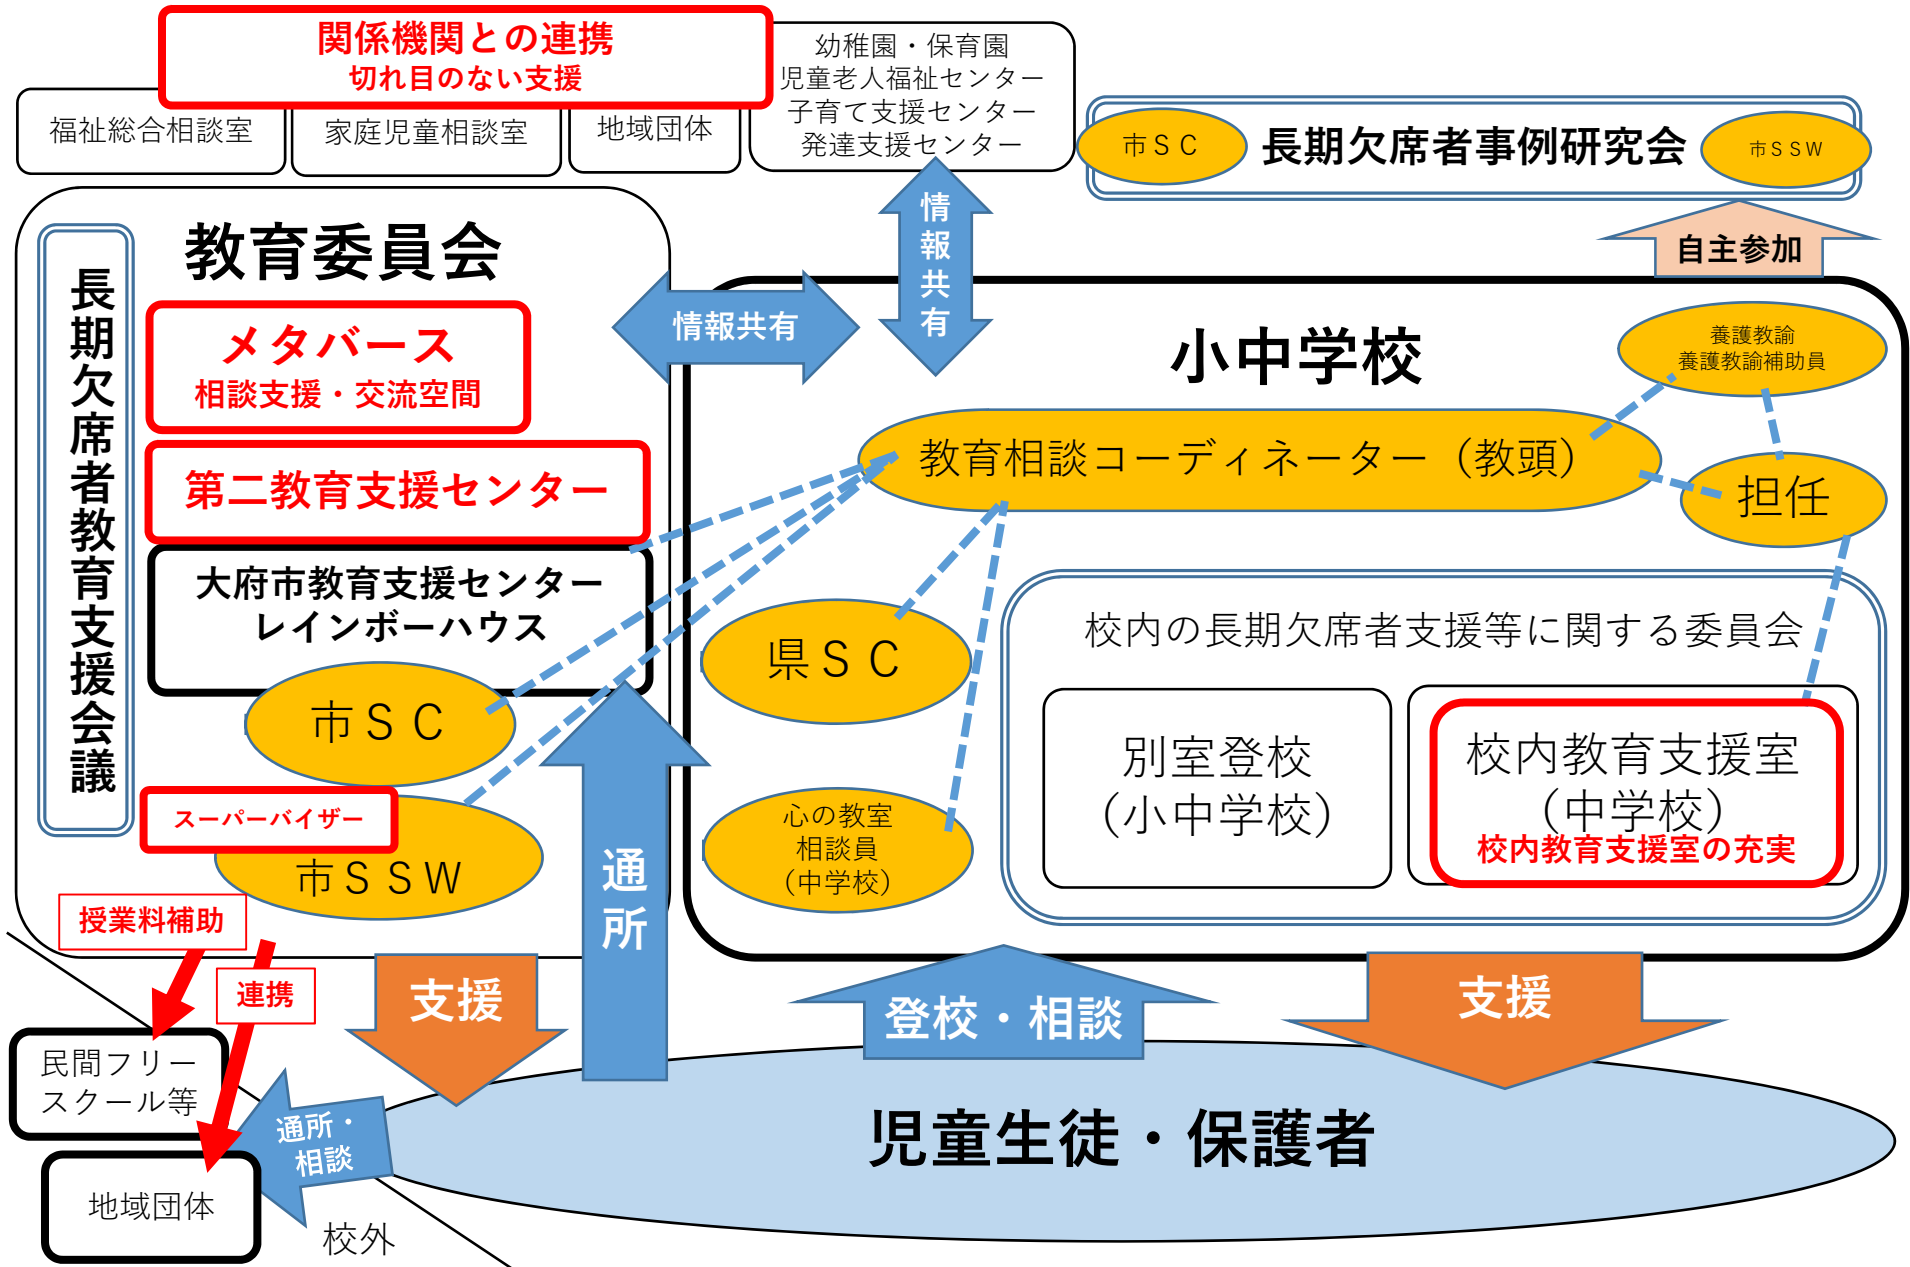 関係機関との連携
切れ目のない支援
福祉総合相談室
家庭児童相談室
地域団体
幼稚園・保育園
児童老人福祉センター
子育て支援センター
発達支援センター
市ＳＣ
長期欠席者事例研究会
市ＳＳＷ
自主参加
情報共有
情報共有
教育委員会
長期欠席者教育支援会議
メタバース
相談支援・交流空間
第二教育支援センター
大府市教育支援センター
レインボーハウス
市ＳＣ
スーパーバイザー
市ＳＳＷ
小中学校
養護教諭
養護教諭補助員
教育相談コーディネーター（教頭）
担任
県ＳＣ
心の教室
相談員
（中学校）
校内の長期欠席者支援等に関する委員会
別室登校
（小中学校）
校内教育支援室
（中学校）
校内教育支援室の充実
授業料補助
連携
支援
通所
登校・相談
支援
民間フリー
スクール等
地域団体
通所・
相談
校外
児童生徒・保護者